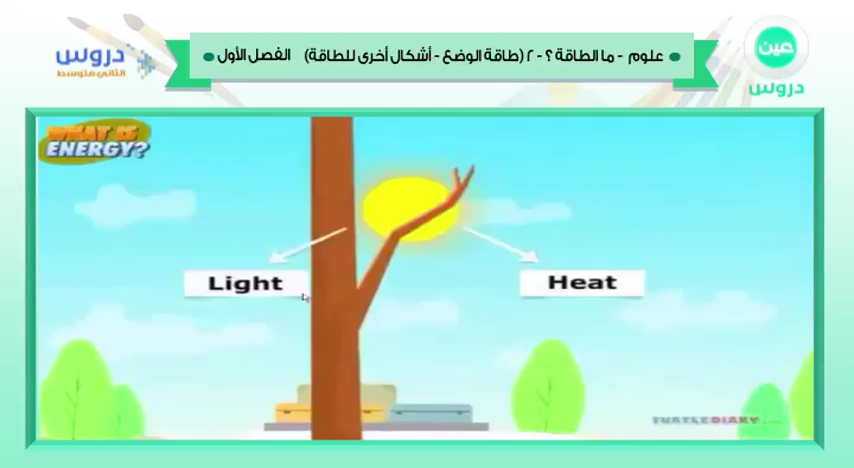 علوم - ما الطاقة ؟ - ٢ (طاقة الوضع - أشكال أخرى للطاقة) الفصل الأول
عين
دروس
دروس
الثاني متوسط
WHAT IS
ENERGY?
Light
Heat
TURTLEDIARY